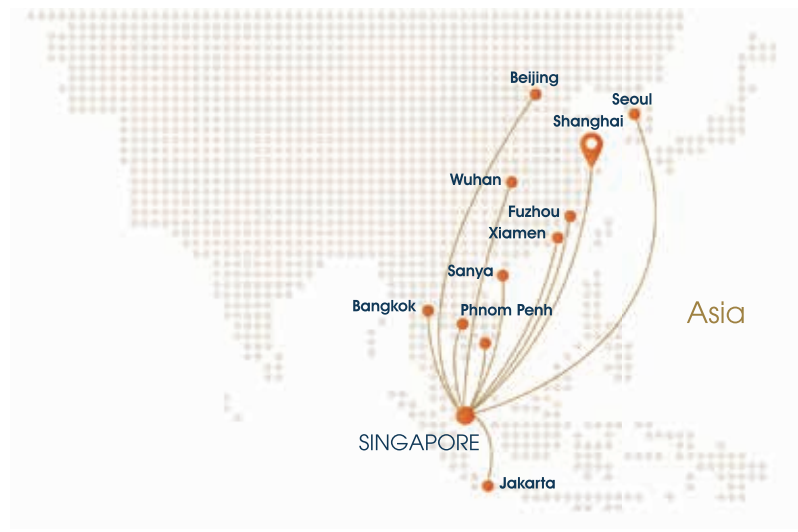 Beijing
Seoul
Shanghai
Wuhan
Fuzhou
Xiamen
Sanya
Bangkok
Phnom Penh
Asia
SINGAPORE
Jakarta